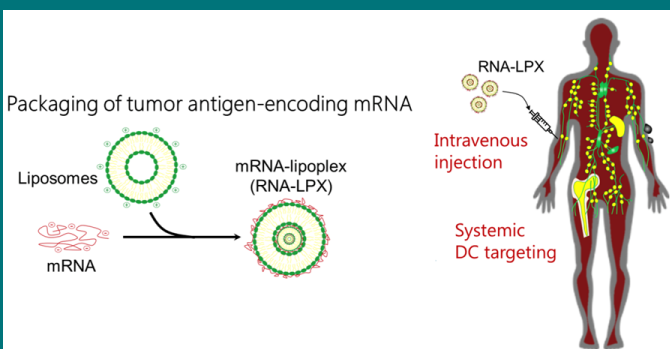 Packaging of tumor antigen-encoding mRNA
Liposomes
mRNA
mRNA-lipoplex
(RNA-LPX)
RNA-LPX
Intravenous
injection
Systemic
DC targeting